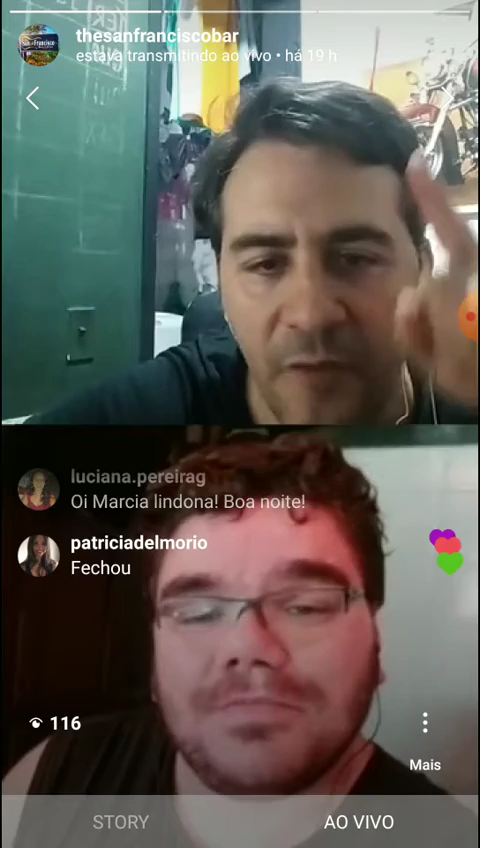 thesanfranciscobar
estava transmitindo ao vivo • há 19 h
luciana.pereirag
Oi Marcia lindona! Boa noite!
patriciadelmorio
Fechou
116
Mais
STORY
AO VIVO